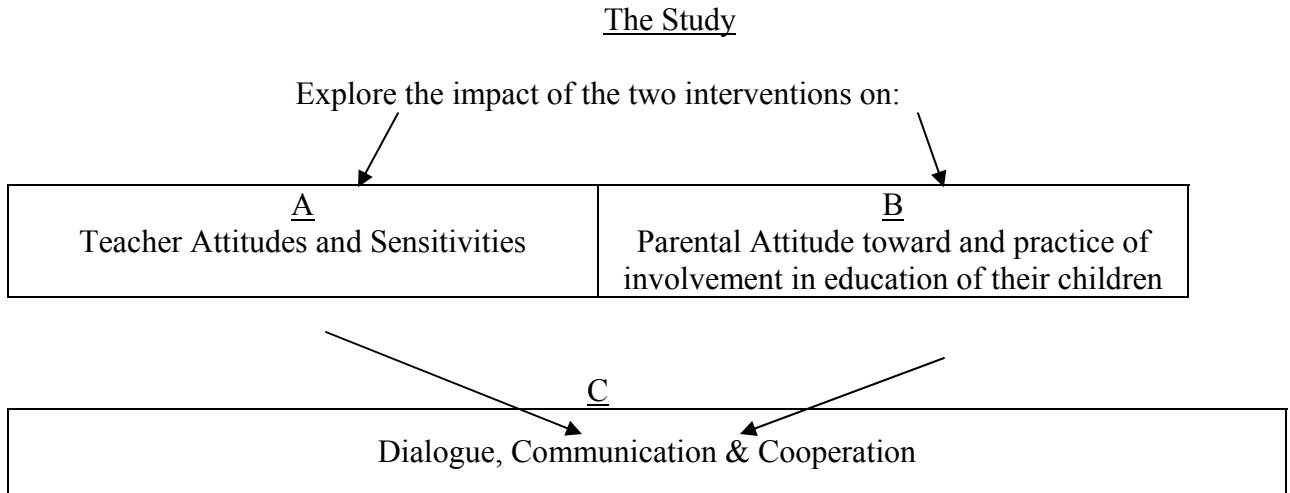 The Study
Explore the impact of the two interventions on:
A
Teacher Attitudes and Sensitivities
B
Parental Attitude toward and practice of
involvement in education of their children
C
Dialogue, Communication & Cooperation